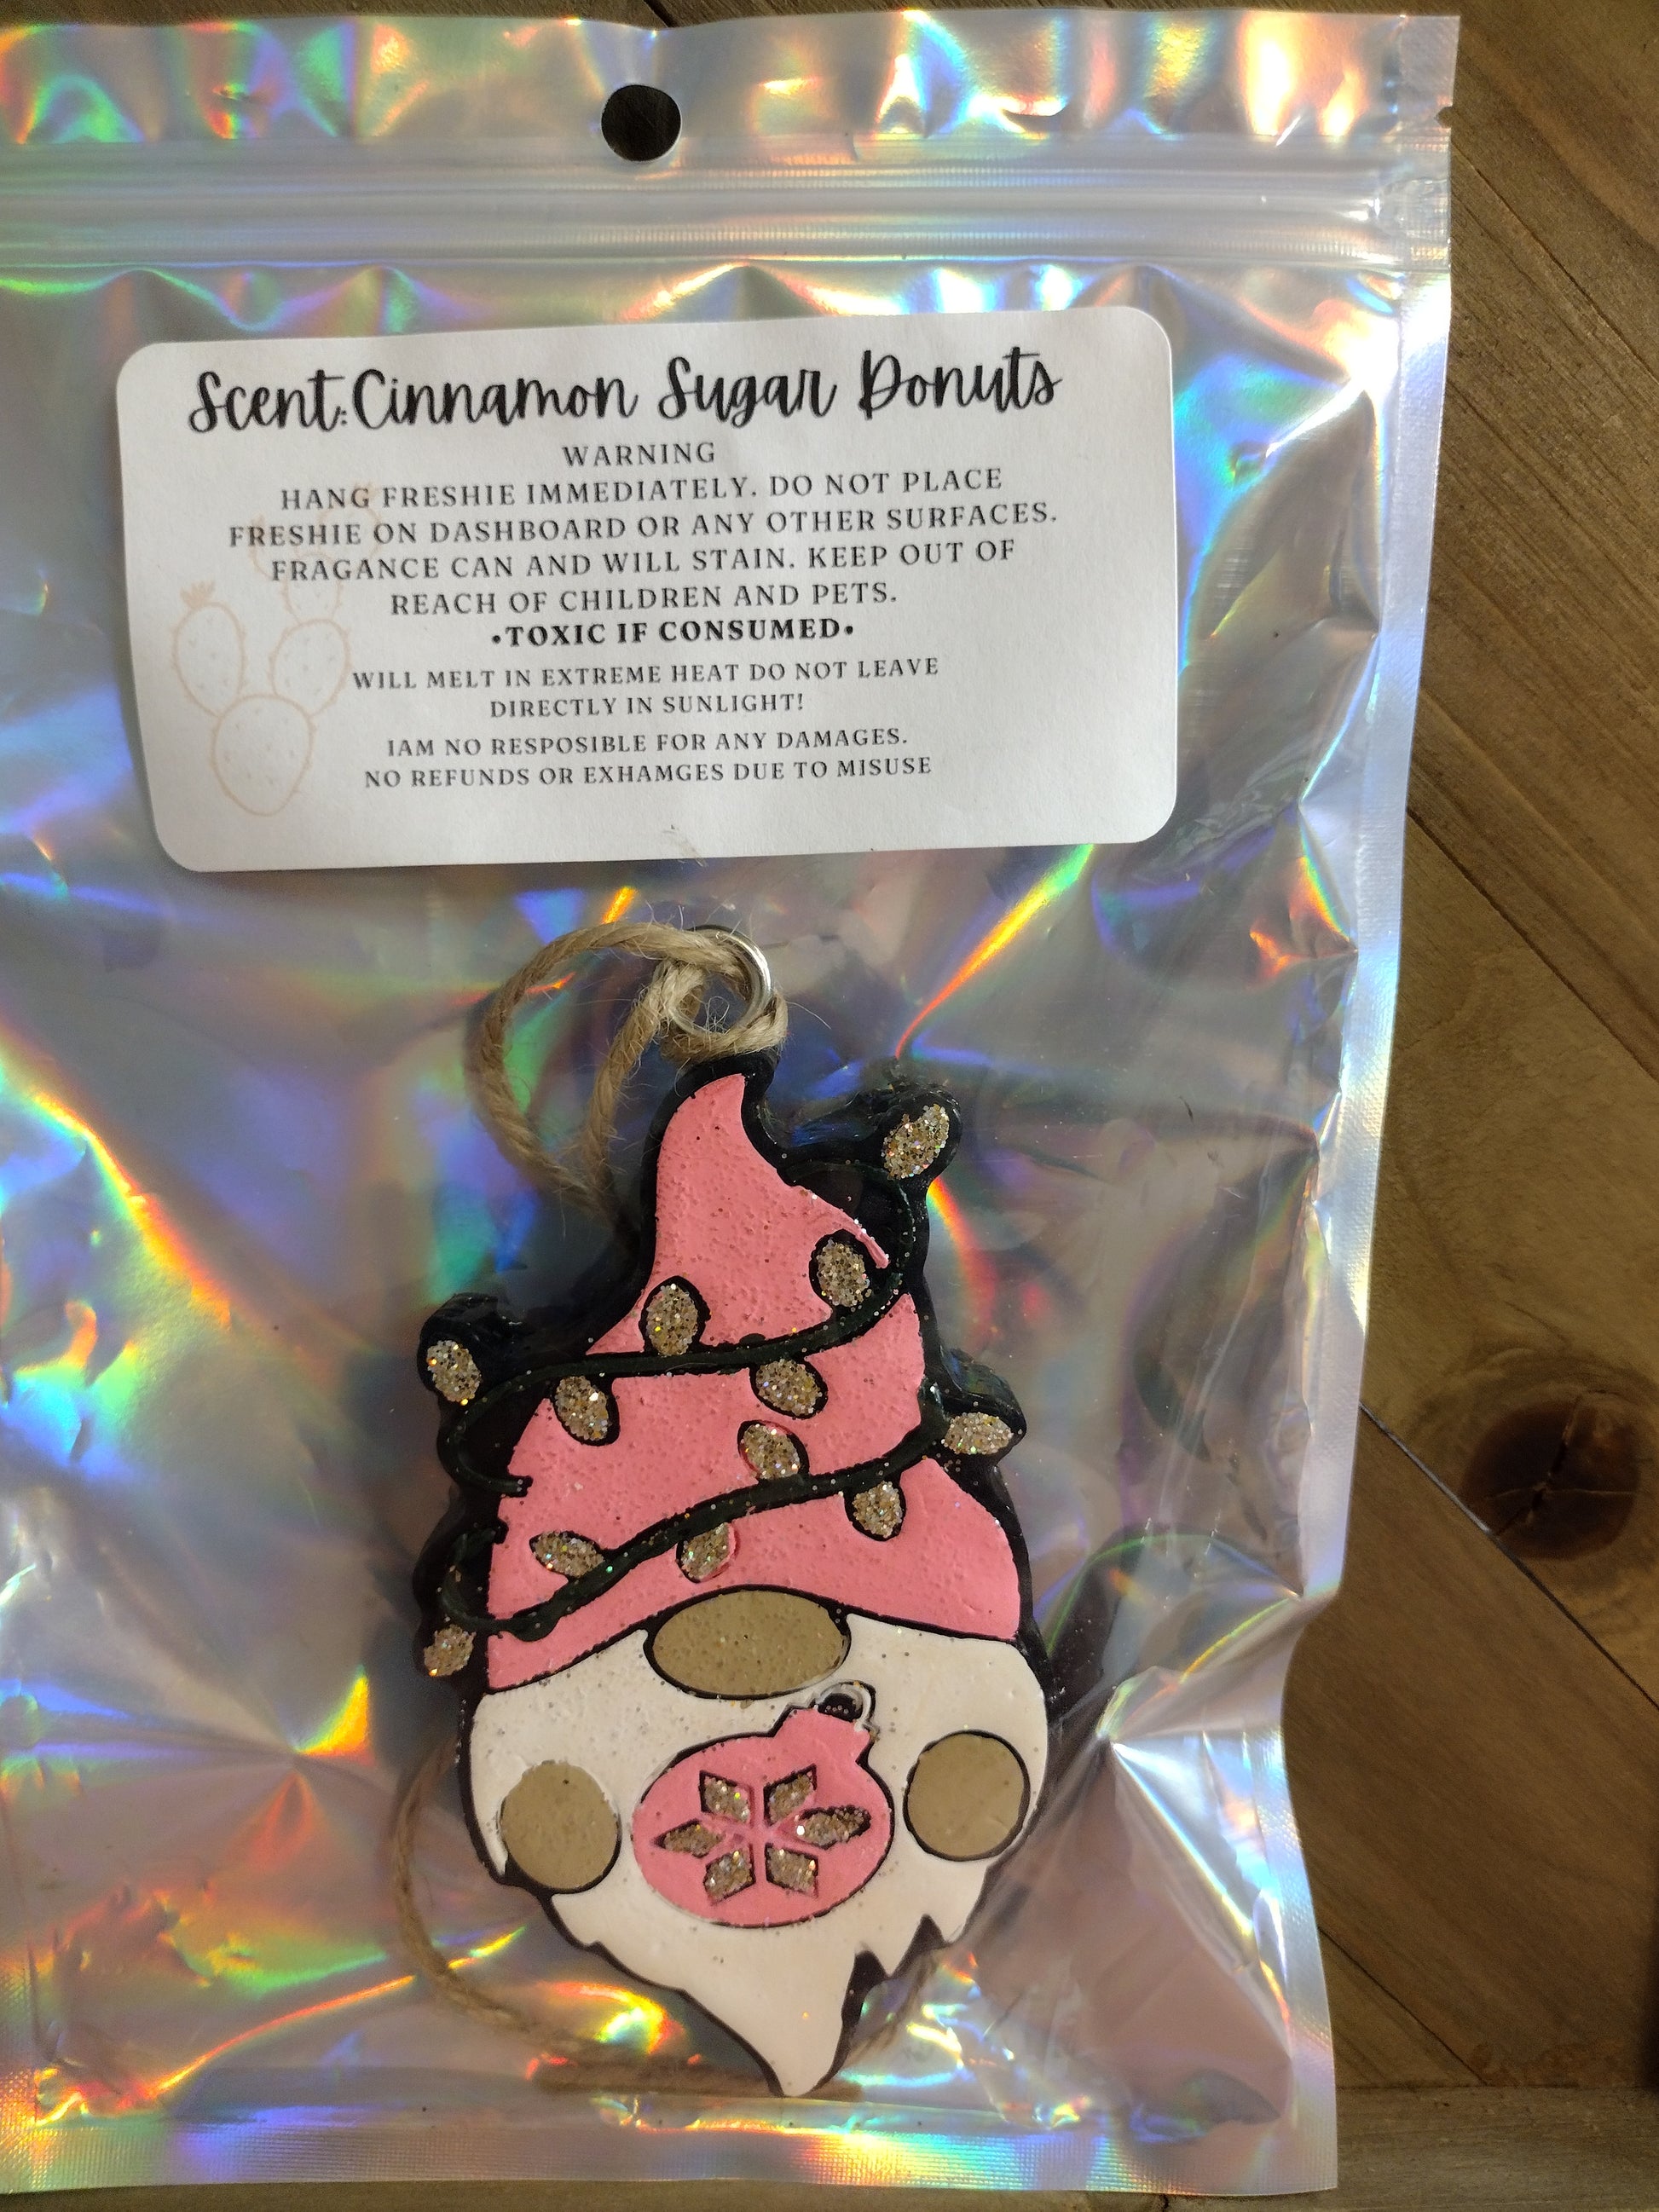 Scent: Cinnamon Sugar Donuts
WARNING
HANG FRESHIE IMMEDIATELY. DO NOT PLACE
FRESHIE ON DASHBOARD OR ANY OTHER SURFACES.
FRAGANCE CAN AND WILL STAIN. KEEP OUT OF
REACH OF CHILDREN AND PETS.
•TOXIC IF CONSUMED•
WILL MELT IN EXTREME HEAT DO NOT LEAVE
DIRECTLY IN SUNLIGHT!
IAM NO RESPOSIBLE FOR ANY DAMAGES.
NO REFUNDS OR EXHAMGES DUE TO MISUSE